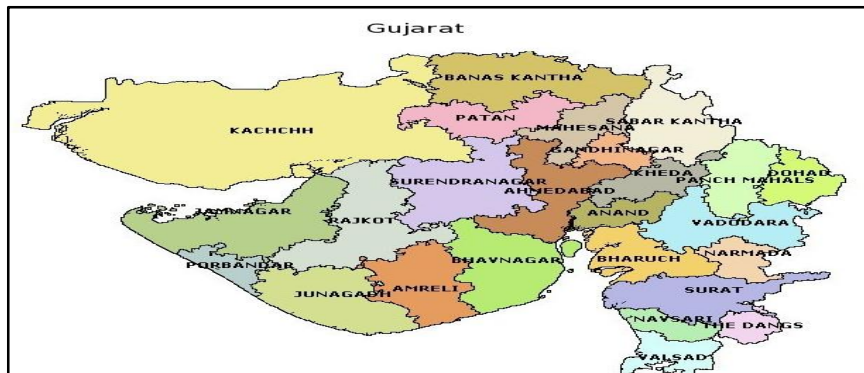 Gujarat
BANAS KANTHA
PATAN
MAHESANA
SABAR KANTHA
KACHCHH
GANDHINAGAR
SURENDRANAGAR
AHMEDABAD
KHEDA
PANCH MAHALS
DOHAD
JAMNAGAR
RAJKOT
ANAND
VADODARA
PORBANDAR
JUNAGADH
AMRELI
BHAVNAGAR
BHARUCH
NARMADA
SURAT
NAVSARI
THE DANGS
VALSAD